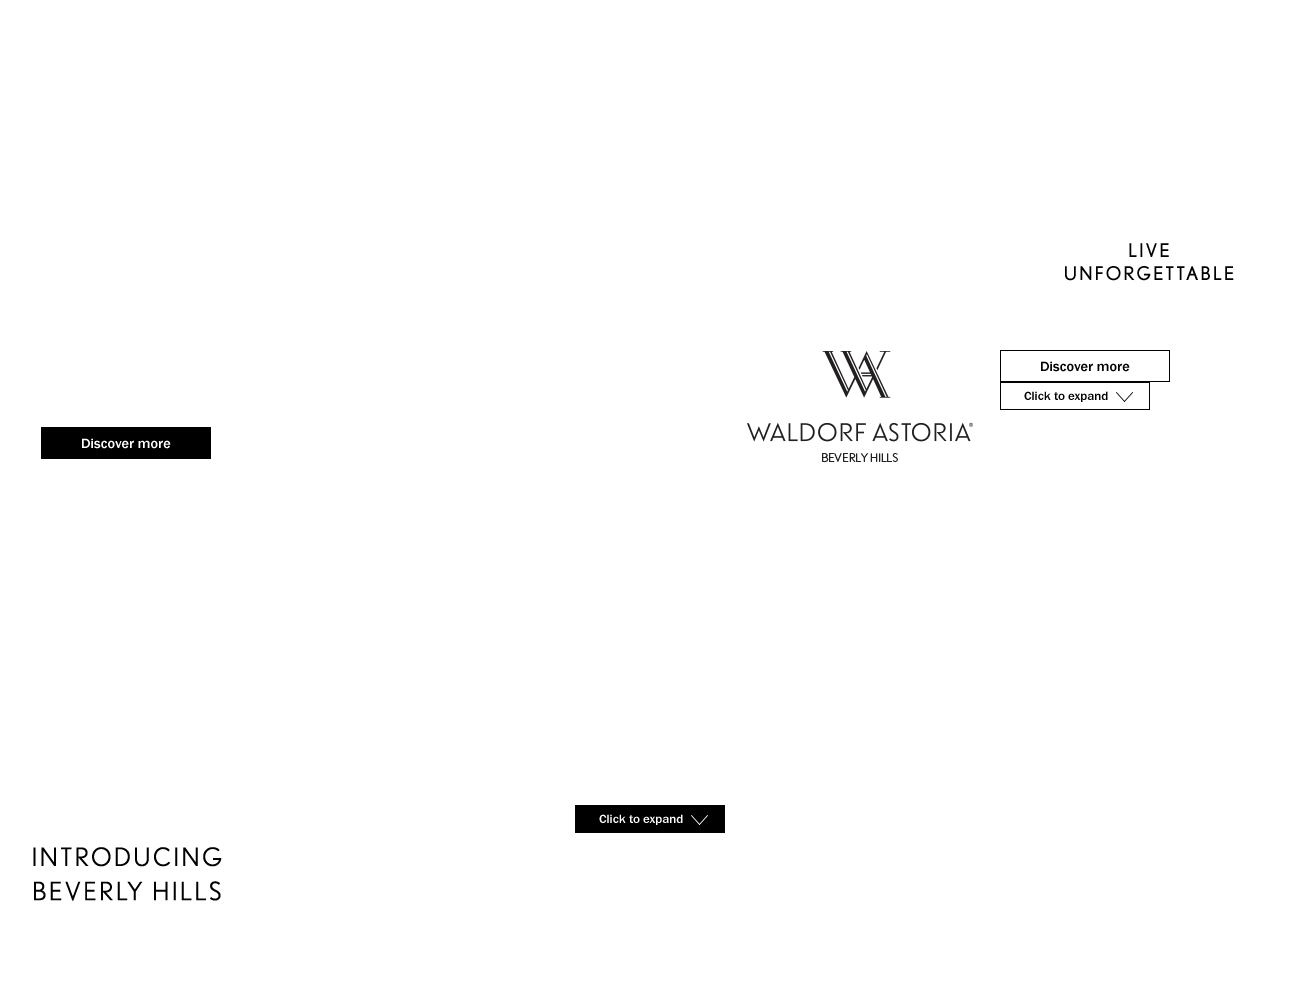 LIVE
UNFORGETTABLE
Discover more
Click to expand
WALDORF ASTORIA®
BEVERLY HILLS
Discover more
Click to expand
INTRODUCING
BEVERLY HILLS